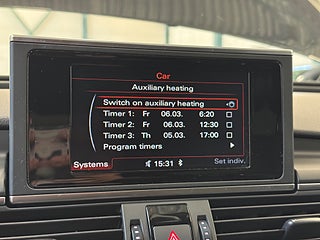 Car
Auxiliary heating
Switch on auxiliary heating
Timer 1: Fr 06.03. 6:20
Timer 2: Fr 06.03. 12:30
Timer 3: Th 05.03. 17:00
Program timers
Systems 15:31 Set indiv.